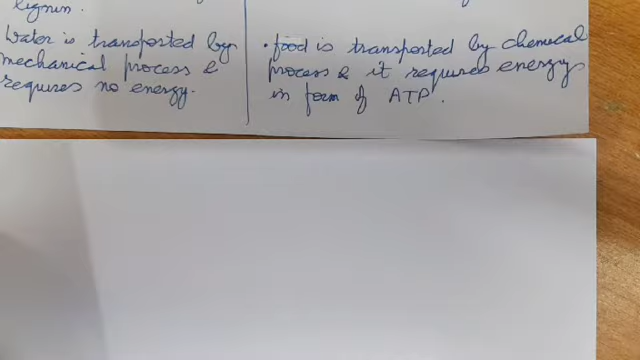 lignin.
Water is transported by
mechanical process &
requires no energy.
• food is transported by chemical
process & it requires energy
in form of ATP.